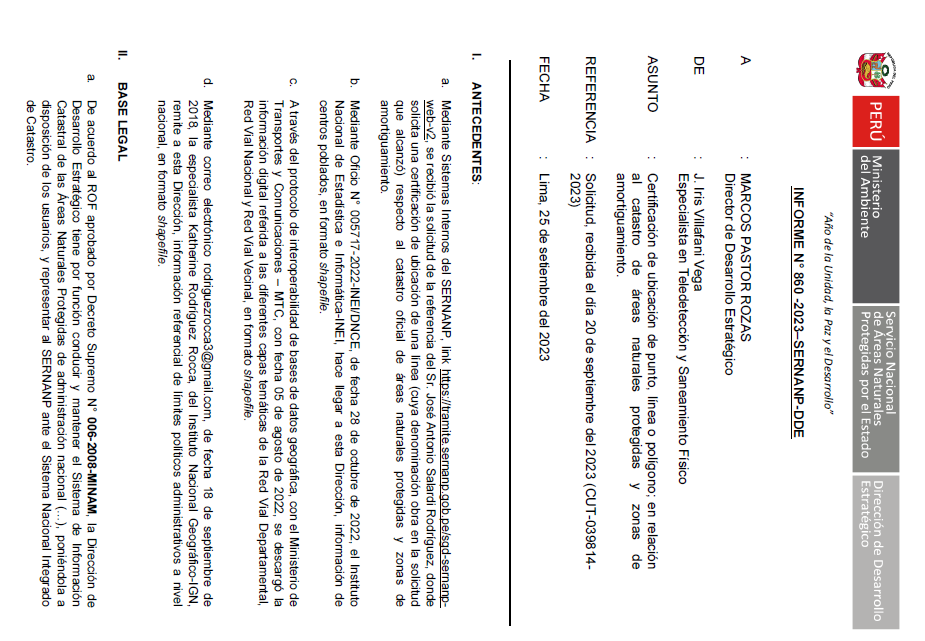 PERÚ
Ministerio
del Ambiente
Servicio Nacional
de Áreas Naturales
Protegidas por el Estado
Dirección de Desarrollo
Estratégico
"Año de la Unidad, la Paz y el Desarrollo"
INFORME N° 860 -2023–SERNANP-DDE
A : MARCOS PASTOR ROZAS
Director de Desarrollo Estratégico
DE : J. Iris Villafani Vega
Especialista en Teledetección y Saneamiento Físico
ASUNTO : Certificación de ubicación de punto, línea o polígono; en relación
al catastro de áreas naturales protegidas y zonas de
amortiguamiento.
REFERENCIA : Solicitud, recibida el día 20 de septiembre del 2023 (CUT-039814-
2023)
FECHA : Lima, 25 de setiembre del 2023
I. ANTECEDENTES:
a. Mediante Sistemas Internos del SERNANP, link https://tramite.sernanp.gob.pe/sgd-sernanp-
web-v2, se recibió la solicitud de la referencia del Sr. José Antonio Salardi Rodríguez, donde
solicita una certificación de ubicación de una línea (cuya denominación obra en la solicitud
que alcanzó) respecto al catastro oficial de áreas naturales protegidas y zonas de
amortiguamiento.
b. Mediante Oficio N° 005717-2022-INEI/DNCE, de fecha 28 de octubre de 2022, el Instituto
Nacional de Estadística e Informática-INEI, hace llegar a esta Dirección, información de
centros poblados, en formato shapefile.
c. A través del protocolo de interoperabilidad de bases de datos geográfica, con el Ministerio de
Transportes y Comunicaciones – MTC, con fecha 05 de agosto de 2022, se descargó la
información digital referida a las diferentes capas temáticas de la Red Vial Departamental,
Red Vial Nacional y Red Vial Vecinal, en formato shapefile.
d. Mediante correo electrónico rodriguezrocca3@gmail.com, de fecha 18 de septiembre de
2018, la especialista Katherine Rodríguez Rocca, del Instituto Nacional Geográfico-IGN,
remite a esta Dirección, información referencial de límites políticos administrativos a nivel
nacional, en formato shapefile.
II. BASE LEGAL
a. De acuerdo al ROF aprobado por Decreto Supremo N° 006-2008-MINAM, la Dirección de
Desarrollo Estratégico tiene por función conducir y mantener el Sistema de Información
Catastral de las Áreas Naturales Protegidas de administración nacional (...), poniéndola a
disposición de los usuarios, y representar al SERNANP ante el Sistema Nacional Integrado
de Catastro.